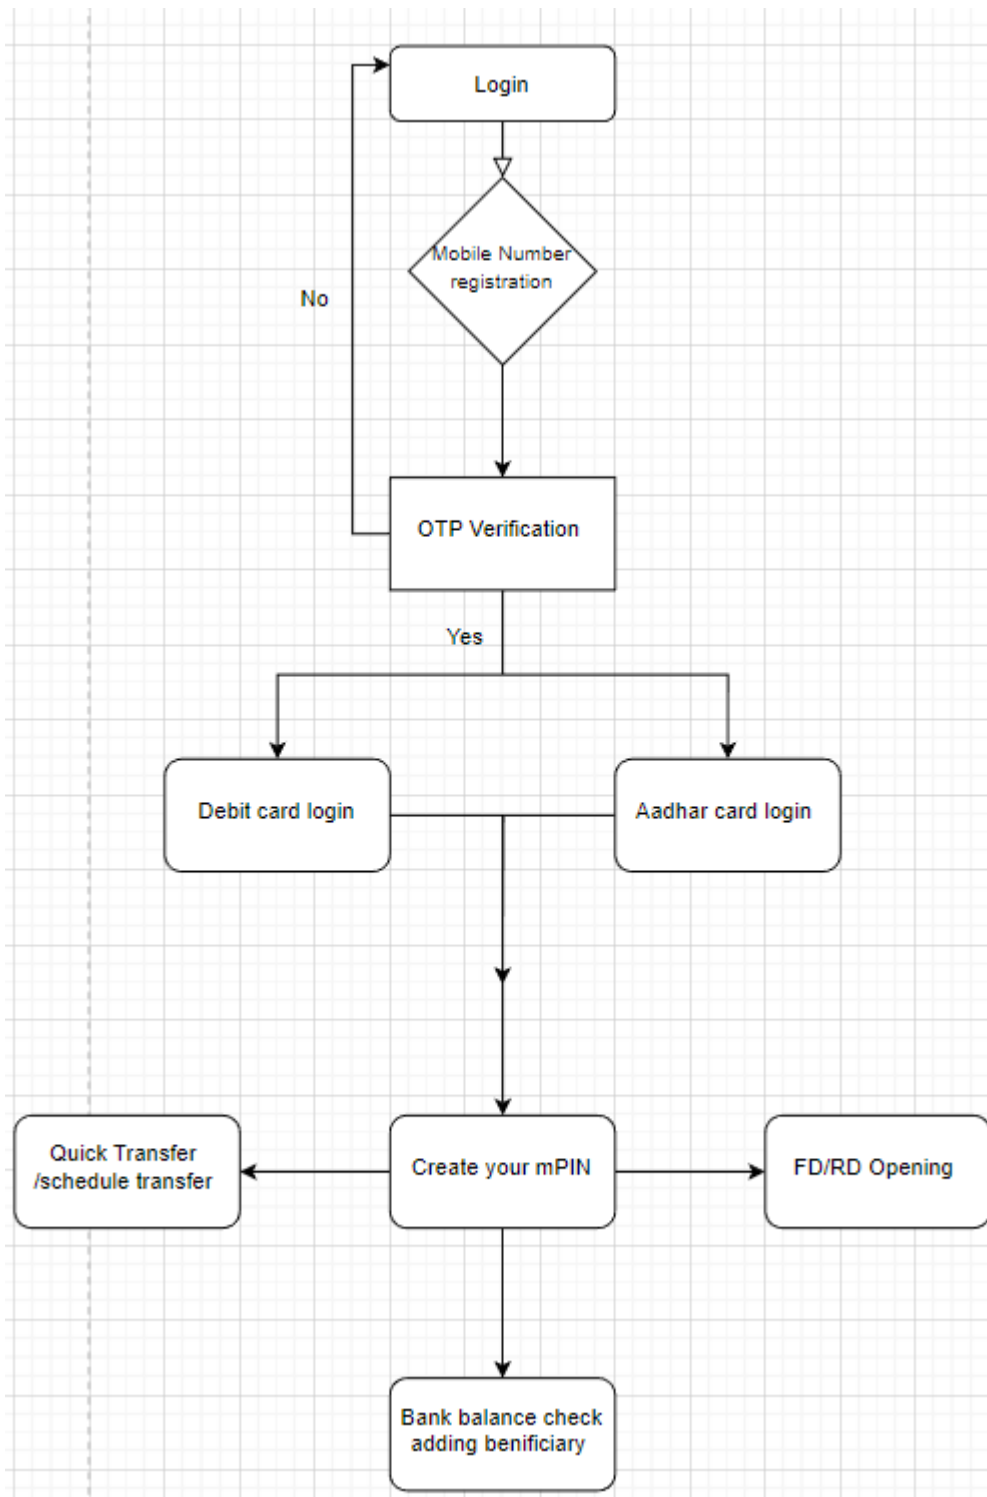 Login
Mobile Number
registration
No
OTP Verification
Yes
Debit card login
Aadhar card login
Quick Transfer
/schedule transfer
Create your mPIN
FD/RD Opening
Bank balance check
adding benificiary